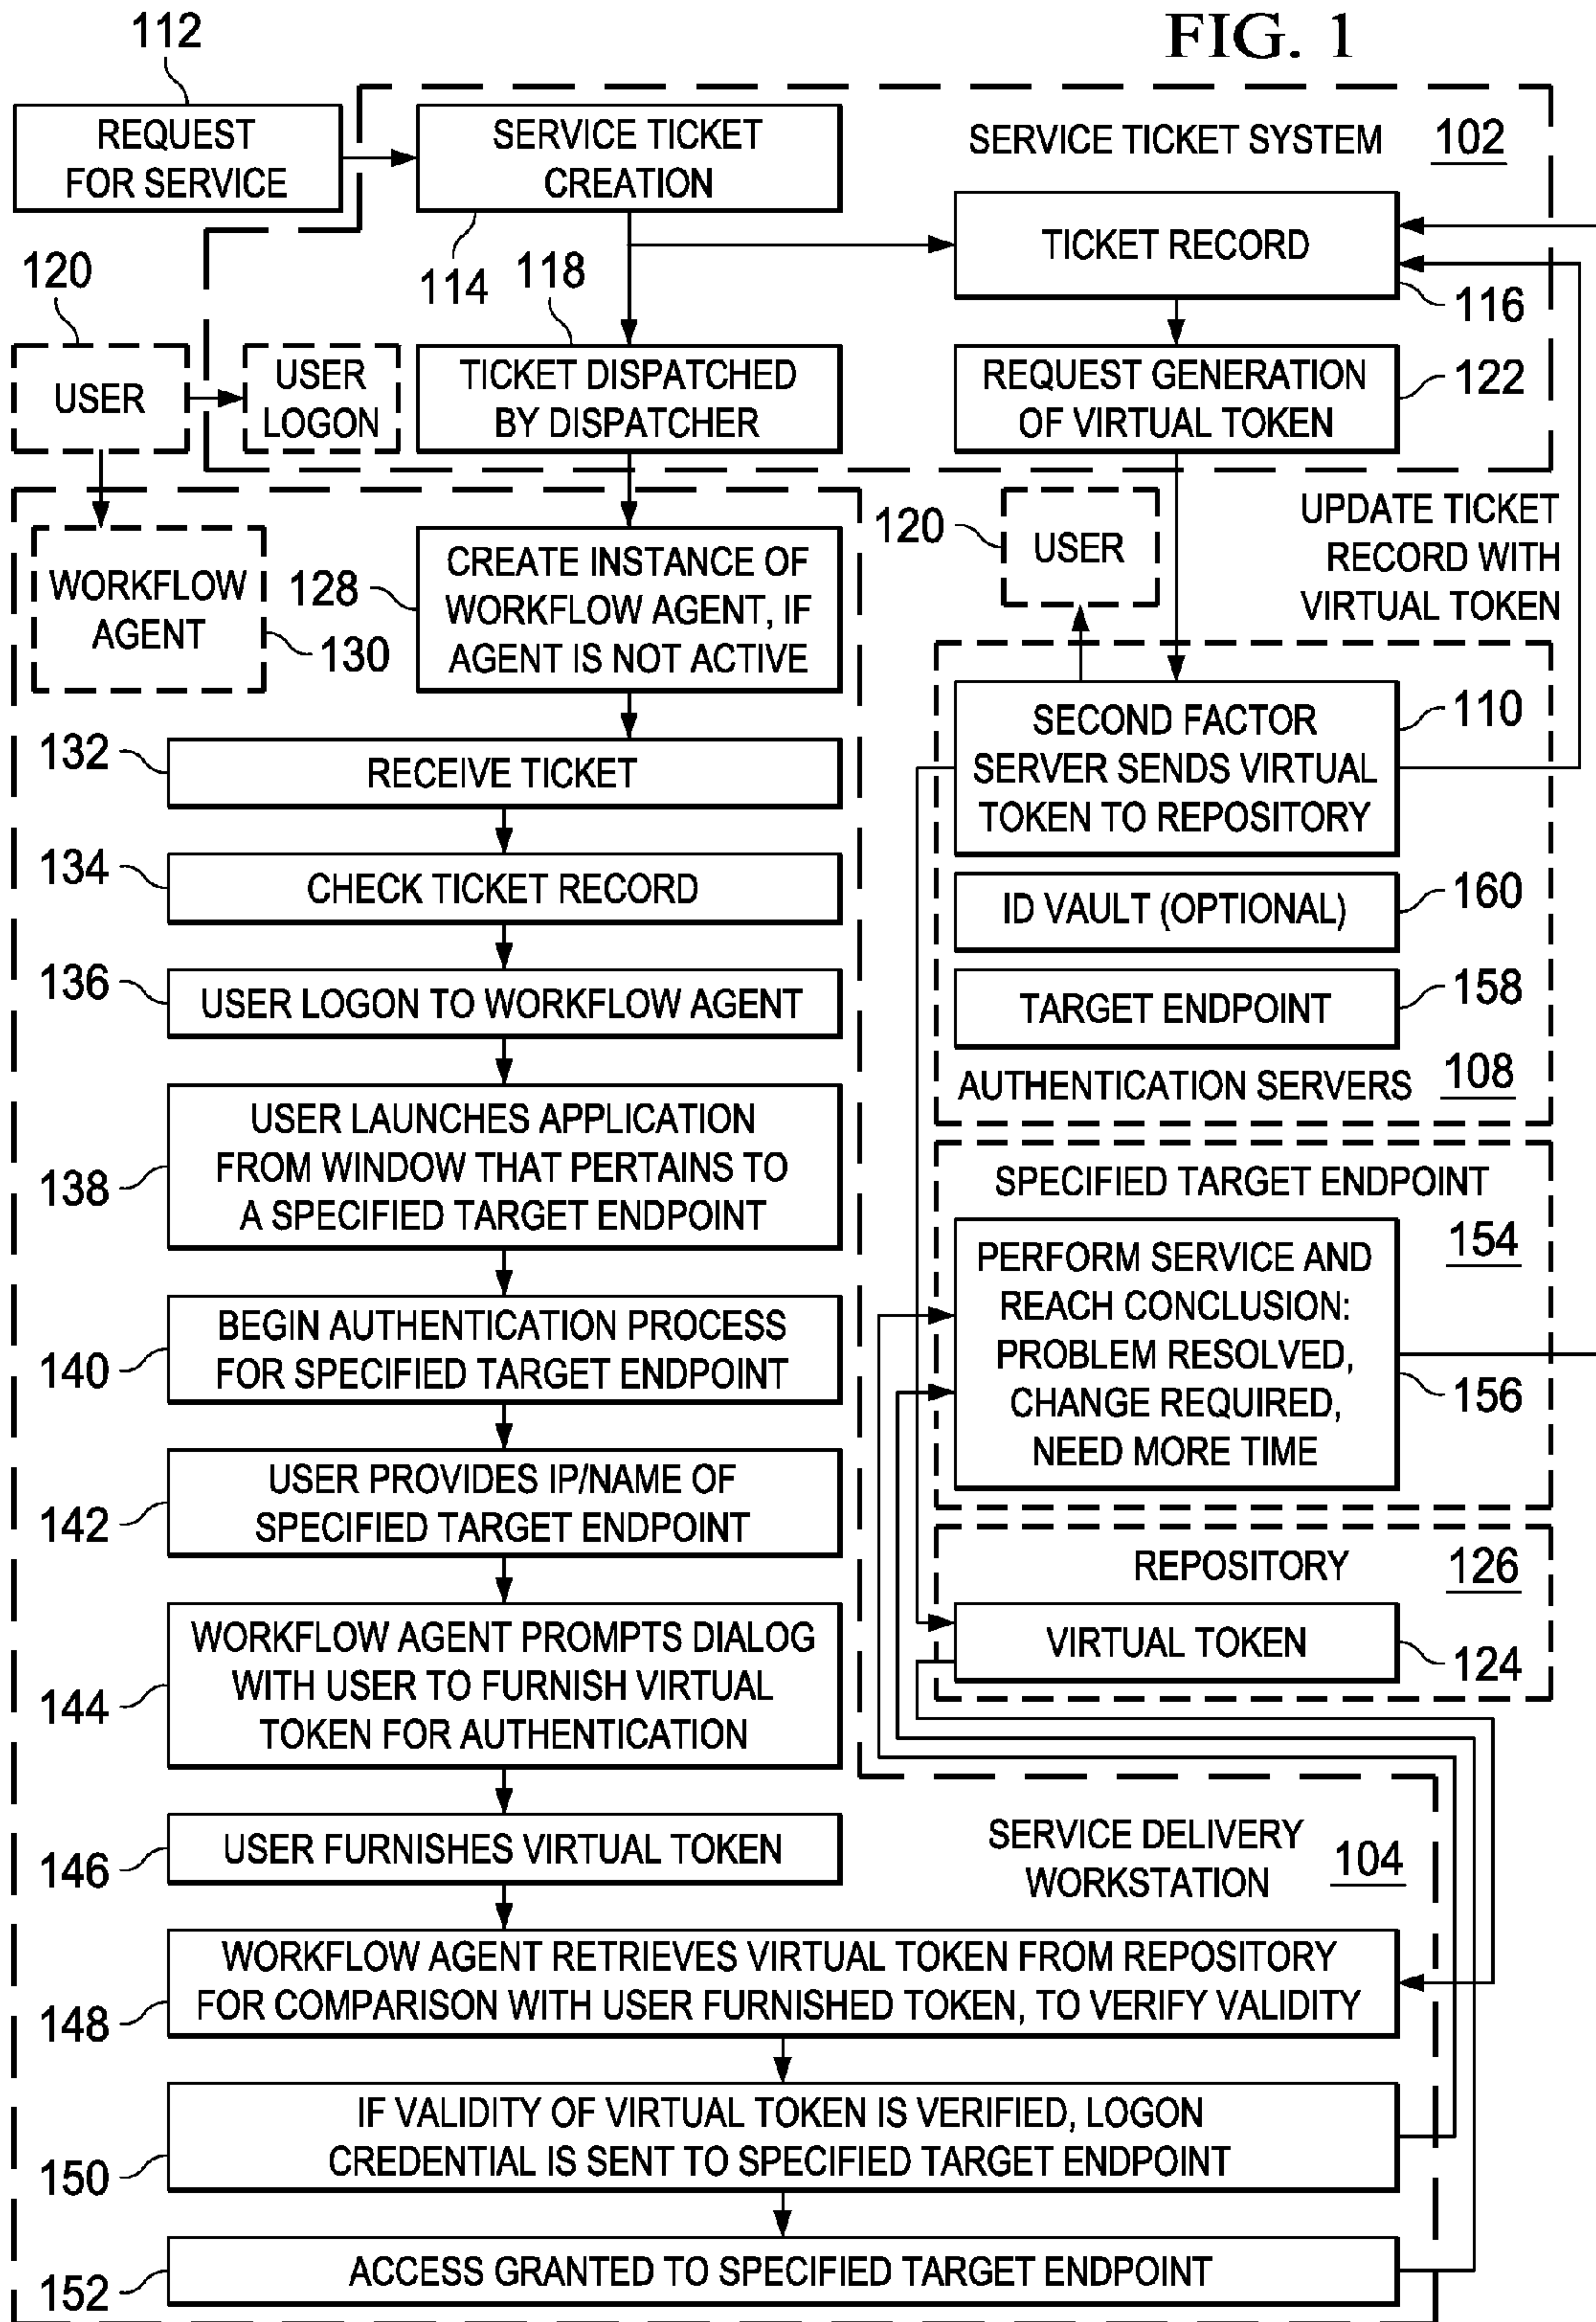 FIG. 1
112
REQUEST
FOR SERVICE
SERVICE TICKET
CREATION
114
SERVICE TICKET SYSTEM 102
TICKET RECORD
116
120
USER
USER
LOGON
118
TICKET DISPATCHED
BY DISPATCHER
REQUEST GENERATION
OF VIRTUAL TOKEN
122
WORKFLOW
AGENT
130
128
CREATE INSTANCE OF
WORKFLOW AGENT, IF
AGENT IS NOT ACTIVE
120
USER
UPDATE TICKET
RECORD WITH
VIRTUAL TOKEN
132
RECEIVE TICKET
134
CHECK TICKET RECORD
136
USER LOGON TO WORKFLOW AGENT
138
USER LAUNCHES APPLICATION
FROM WINDOW THAT PERTAINS TO
A SPECIFIED TARGET ENDPOINT
140
BEGIN AUTHENTICATION PROCESS
FOR SPECIFIED TARGET ENDPOINT
142
USER PROVIDES IP/NAME OF
SPECIFIED TARGET ENDPOINT
144
WORKFLOW AGENT PROMPTS DIALOG
WITH USER TO FURNISH VIRTUAL
TOKEN FOR AUTHENTICATION
146
USER FURNISHES VIRTUAL TOKEN
SECOND FACTOR
SERVER SENDS VIRTUAL
TOKEN TO REPOSITORY
110
ID VAULT (OPTIONAL)
160
TARGET ENDPOINT
158
AUTHENTICATION SERVERS 108
SPECIFIED TARGET ENDPOINT
154
PERFORM SERVICE AND
REACH CONCLUSION:
PROBLEM RESOLVED,
CHANGE REQUIRED,
NEED MORE TIME
156
REPOSITORY 126
VIRTUAL TOKEN
124
SERVICE DELIVERY
WORKSTATION
104
148
WORKFLOW AGENT RETRIEVES VIRTUAL TOKEN FROM REPOSITORY
FOR COMPARISON WITH USER FURNISHED TOKEN, TO VERIFY VALIDITY
150
IF VALIDITY OF VIRTUAL TOKEN IS VERIFIED, LOGON
CREDENTIAL IS SENT TO SPECIFIED TARGET ENDPOINT
152
ACCESS GRANTED TO SPECIFIED TARGET ENDPOINT